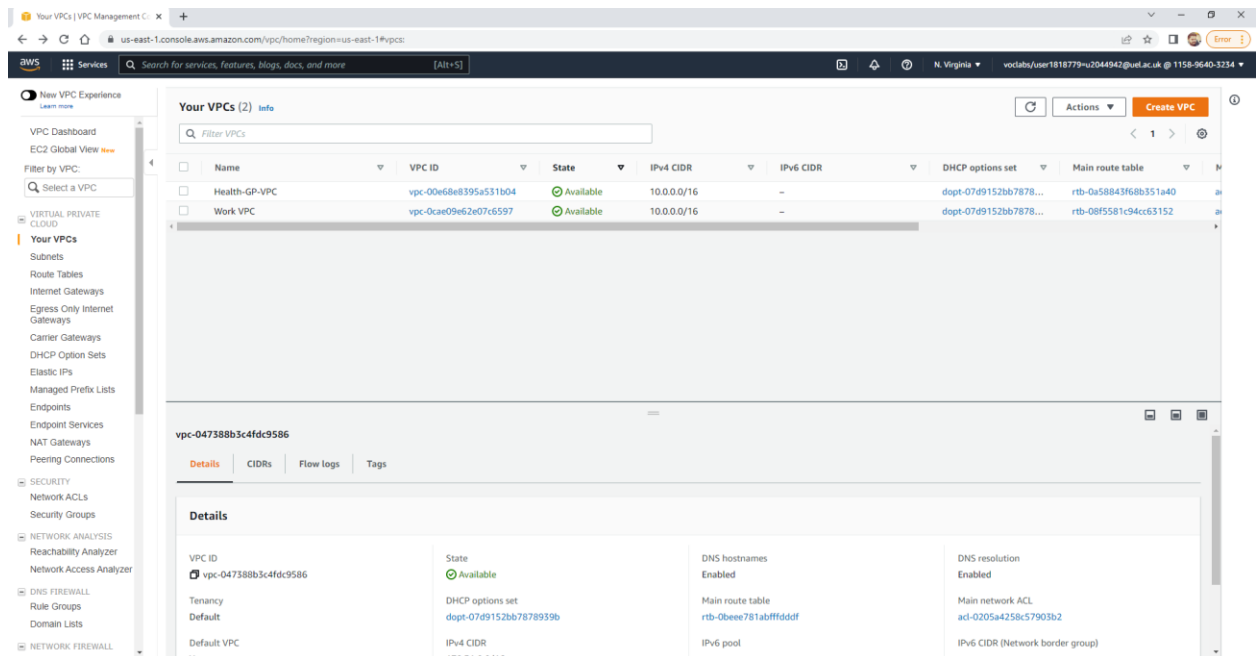 Your VPCs | VPC Management Co
us-east-1.console.aws.amazon.com/vpc/home?region=us-east-1#vpcs:
Error
aws Services Search for services, features, blogs, docs, and more [Alt+S] N. Virginia voclabs/user1818779=u2044942@uel.ac.uk @ 1158-9640-3234
New VPC Experience
Learn more
VPC Dashboard
EC2 Global View New
Filter by VPC:
Select a VPC
VIRTUAL PRIVATE
CLOUD
Your VPCs
Subnets
Route Tables
Internet Gateways
Egress Only Internet
Gateways
Carrier Gateways
DHCP Option Sets
Elastic IPs
Managed Prefix Lists
Endpoints
Endpoint Services
NAT Gateways
Peering Connections
SECURITY
Network ACLs
Security Groups
NETWORK ANALYSIS
Reachability Analyzer
Network Access Analyzer
DNS FIREWALL
Rule Groups
Domain Lists
NETWORK FIREWALL
Your VPCs (2) Info
Actions Create VPC
Filter VPCs
1
Name VPC ID State IPv4 CIDR IPv6 CIDR DHCP options set Main route table
Health-GP-VPC vpc-00e68e8395a531b04 Available 10.0.0.0/16 – dopt-07d9152bb7878... rtb-0a58843f68b351a40
Work VPC vpc-0cae09e62e07c6597 Available 10.0.0.0/16 – dopt-07d9152bb7878... rtb-08f5581c94cc63152
vpc-047388b3c4fdc9586
Details CIDRs Flow logs Tags
Details
VPC ID State DNS hostnames DNS resolution
vpc-047388b3c4fdc9586 Available Enabled Enabled
Tenancy DHCP options set Main route table Main network ACL
Default dopt-07d9152bb7878939b rtb-0beee781abfffdddf acl-0205a4258c57903b2
Default VPC IPv4 CIDR IPv6 pool IPv6 CIDR (Network border group)